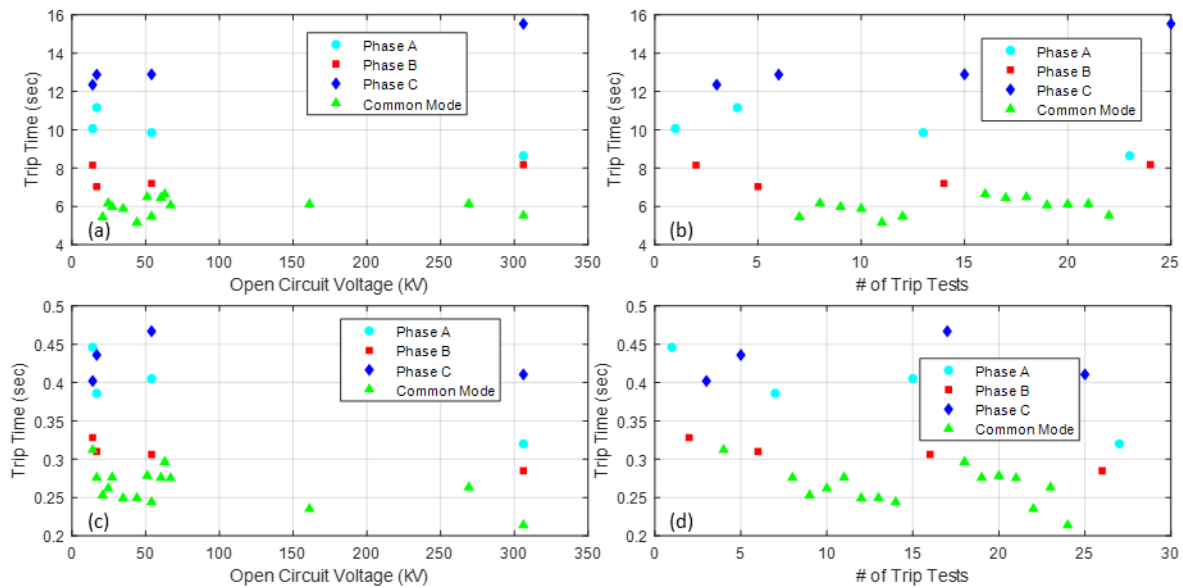 16
14
12
10
8
6
4
Trip Time (sec)
Phase A
Phase B
Phase C
Common Mode
(a)
0 50 100 150 200 250 300 350
Open Circuit Voltage (kV)
16
14
12
10
8
6
4
Trip Time (sec)
Phase A
Phase B
Phase C
Common Mode
(b)
0 5 10 15 20 25
# of Trip Tests
0.5
0.45
0.4
0.35
0.3
0.25
0.2
Trip Time (sec)
Phase A
Phase B
Phase C
Common Mode
(c)
0 50 100 150 200 250 300 350
Open Circuit Voltage (kV)
0.5
0.45
0.4
0.35
0.3
0.25
0.2
Trip Time (sec)
Phase A
Phase B
Phase C
Common Mode
(d)
0 5 10 15 20 25 30
# of Trip Tests